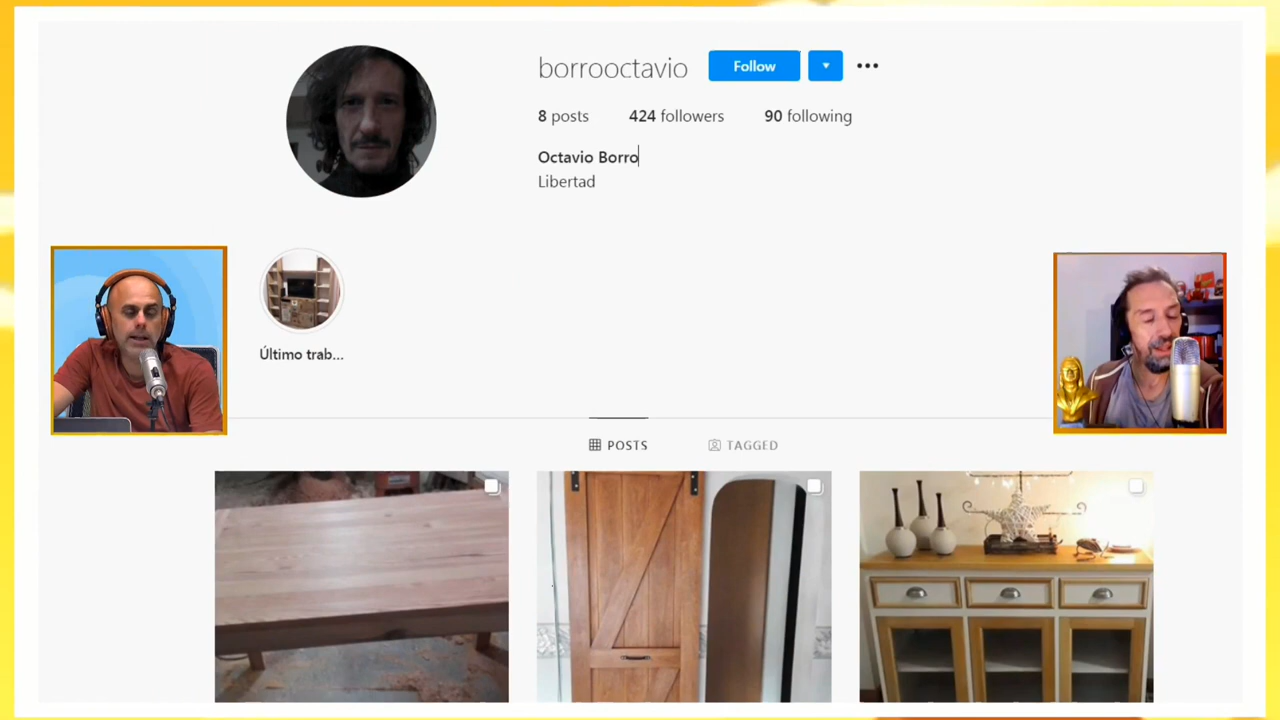 borrooctavio Follow
8 posts 424 followers 90 following
Octavio Borro
Libertad
Último trab...
POSTS TAGGED